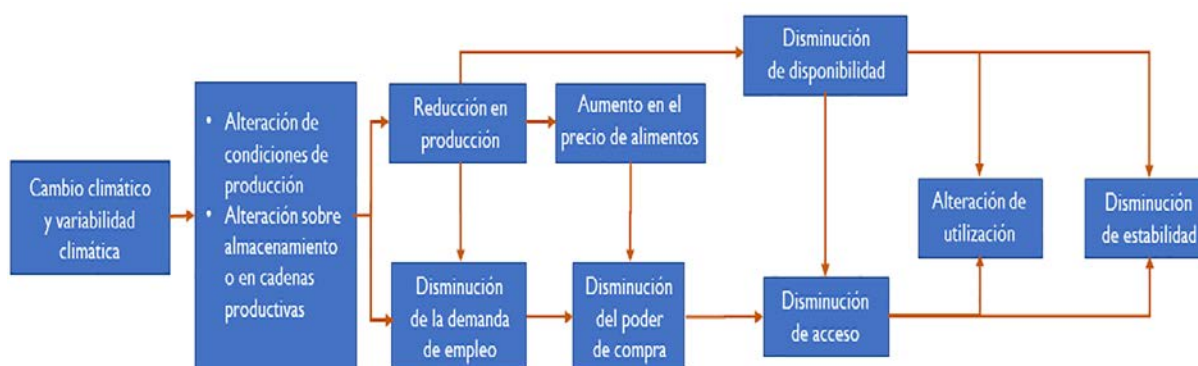 Cambio climático
y variabilidad
climática
• Alteración de
condiciones de
producción
• Alteración sobre
almacenamiento
o en cadenas
productivas
Reducción en
producción
Aumento en el
precio de alimentos
Disminución
de disponibilidad
Disminución
de la demanda
de empleo
Disminución
del poder
de compra
Disminución
de acceso
Alteración de
utilización
Disminución
de estabilidad